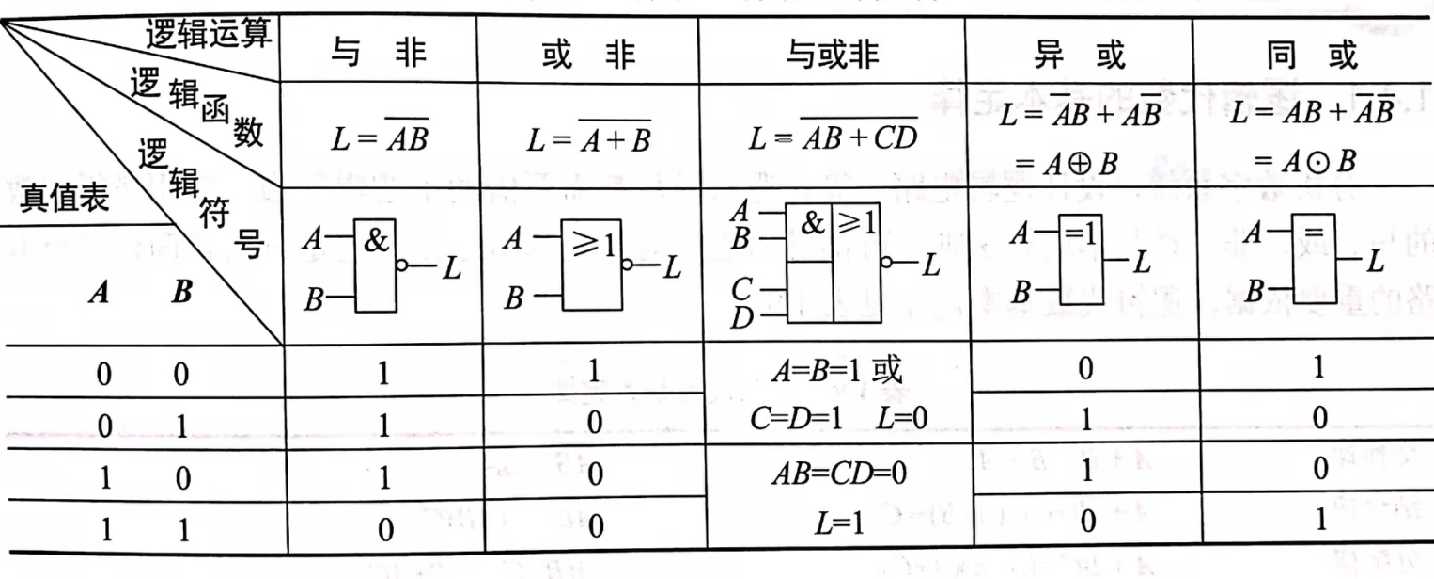 逻辑运算 与 非 或 非 与或非 异 或 同 或
逻辑函数 L = \overline{AB} L = \overline{A + B} L = \overline{AB + CD} L = \overline{A}B + A\overline{B} L = AB + \overline{A}\overline{B}
= A⊕B = A⊙B
逻辑符号
真值表
A & L B
A ≥1 L B
A B & ≥1 L C D
A =1 L B
A = L B
A B
0 0 1 1 A=B=1 或 0 1
0 1 1 0 C=D=1 L=0 1 0
1 0 1 0 AB=CD=0 1 0
1 1 0 0 L=1 0 1